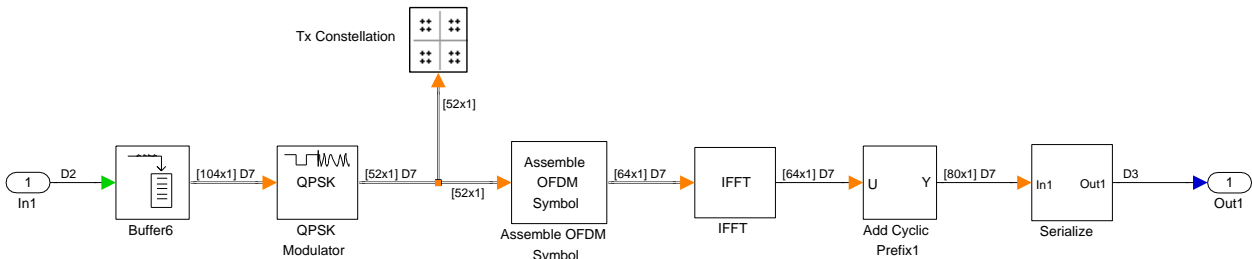 Tx Constellation
[52x1]
1
In1
D2
Buffer6
[104x1] D7
QPSK
QPSK
Modulator
[52x1] D7
[52x1]
Assemble
OFDM
Symbol
Assemble OFDM
Symbol
[64x1] D7
IFFT
IFFT
[64x1] D7
U
Y
Add Cyclic
Prefix1
[80x1] D7
In1
Out1
Serialize
D3
1
Out1